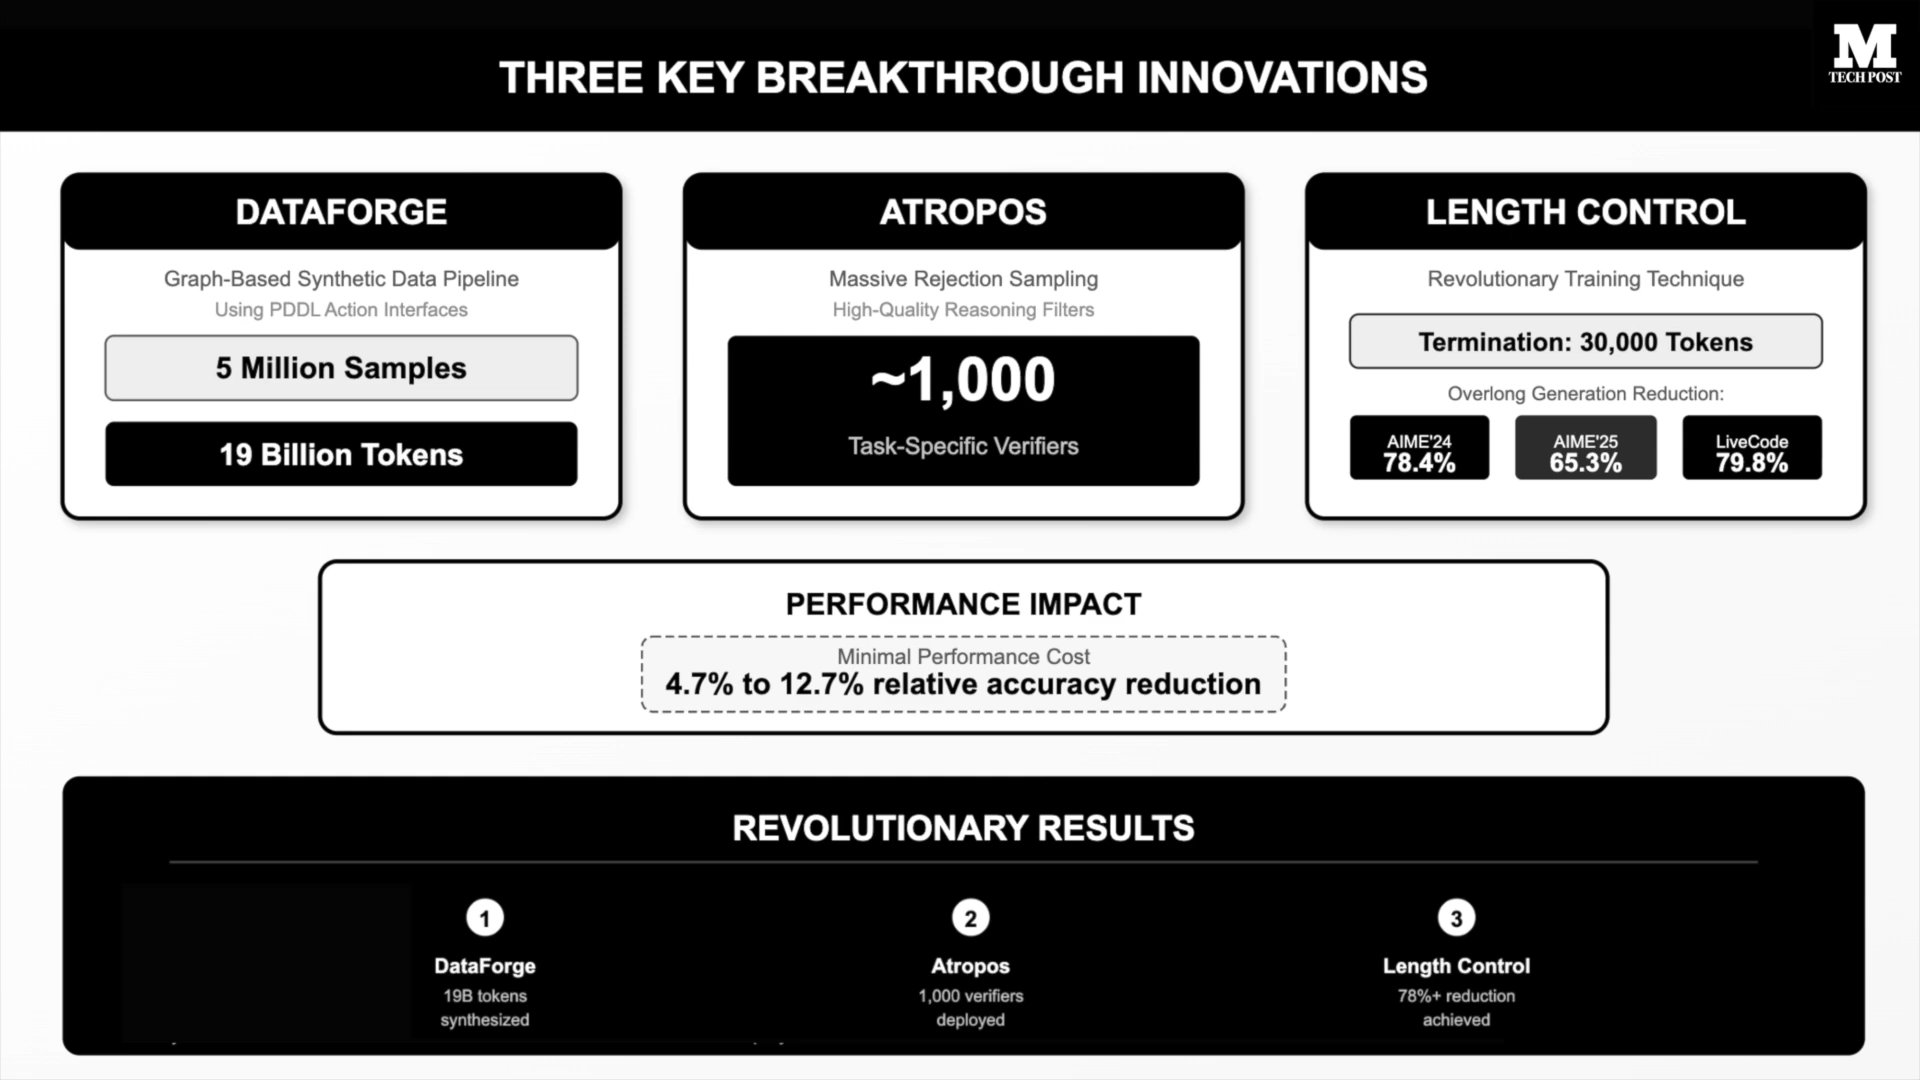 M
TECH POST
THREE KEY BREAKTHROUGH INNOVATIONS
DATAFORGE
Graph-Based Synthetic Data Pipeline
Using PDDL Action Interfaces
5 Million Samples
19 Billion Tokens
ATROPOS
Massive Rejection Sampling
High-Quality Reasoning Filters
~1,000
Task-Specific Verifiers
LENGTH CONTROL
Revolutionary Training Technique
Termination: 30,000 Tokens
Overlong Generation Reduction:
AIME'24
78.4%
AIME'25
65.3%
LiveCode
79.8%
PERFORMANCE IMPACT
Minimal Performance Cost
4.7% to 12.7% relative accuracy reduction
REVOLUTIONARY RESULTS
1
DataForge
19B tokens
synthesized
2
Atropos
1,000 verifiers
deployed
3
Length Control
78%+ reduction
achieved